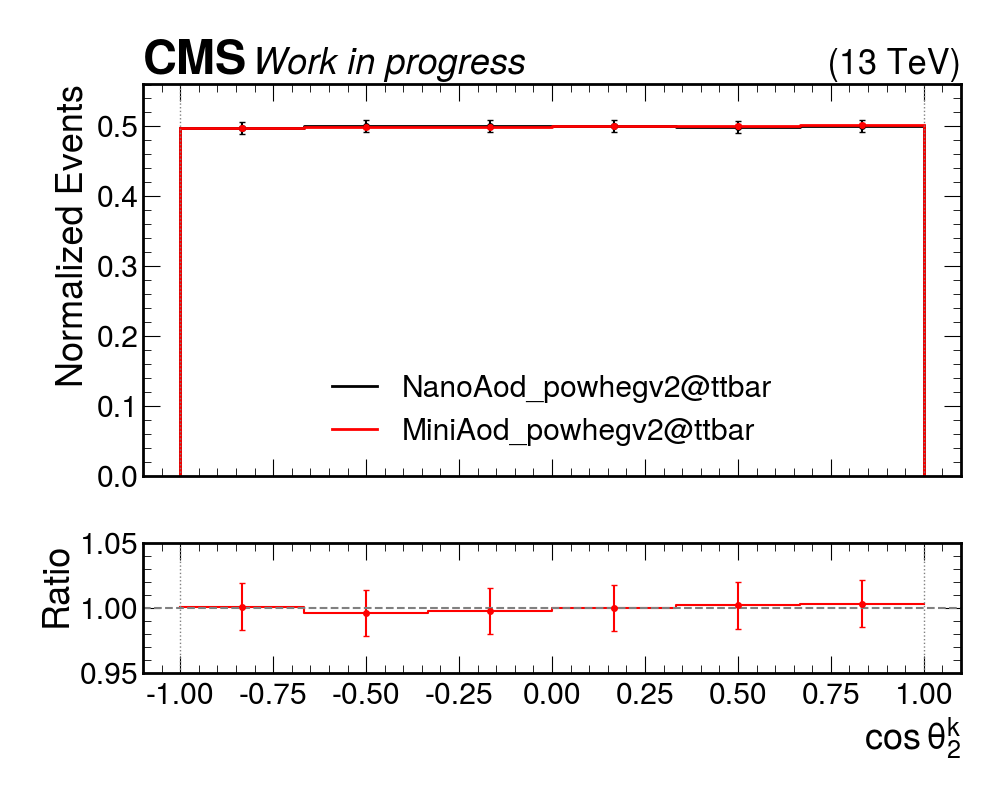 CMS Work in progress (13 TeV)
Normalized Events
0.5
0.4
0.3
0.2
0.1
0.0
NanoAod_powhegv2@ttbar
MiniAod_powhegv2@ttbar
Ratio
1.05
1.00
0.95
-1.00 -0.75 -0.50 -0.25 0.00 0.25 0.50 0.75 1.00
cos θ₂ᵏ